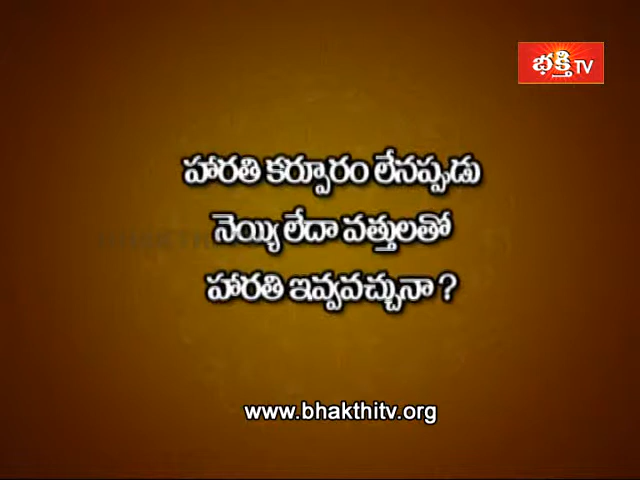 భక్తి TV
హారతి కర్పూరం లేనప్పుడు
నెయ్యి లేదా వత్తులతో
హారతి ఇవ్వవచ్చునా ?
www.bhakthitv.org